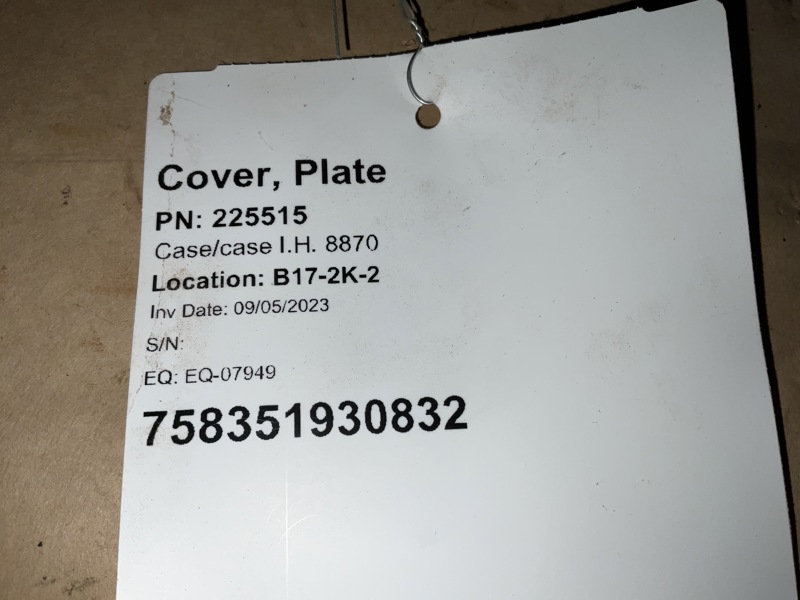 Cover, Plate
PN: 225515
Case/case I.H. 8870
Location: B17-2K-2
Inv Date: 09/05/2023
S/N:
EQ: EQ-07949
758351930832